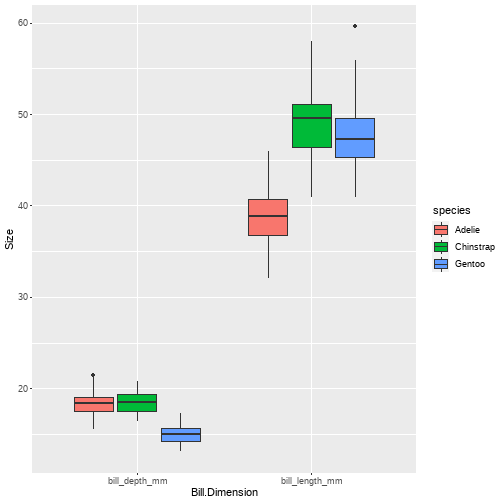 60
50
40
30
20
Size
bill_depth_mm
bill_length_mm
Bill.Dimension
species
Adelie
Chinstrap
Gentoo